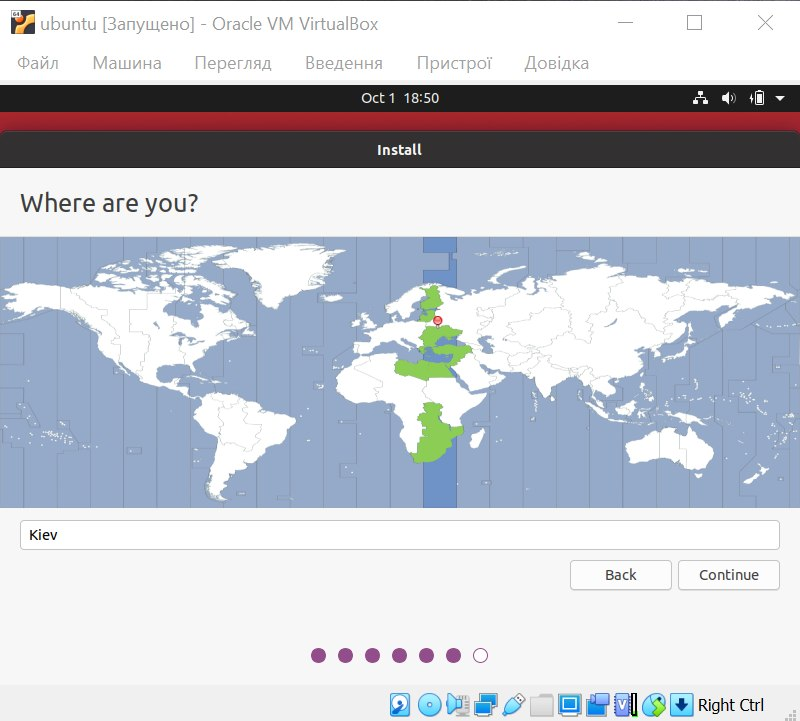 ubuntu [Запущено] - Oracle VM VirtualBox
Файл Машина Перегляд Введення Пристрої Довідка
Oct 1 18:50
Install
Where are you?
Kiev
Back Continue
Right Ctrl